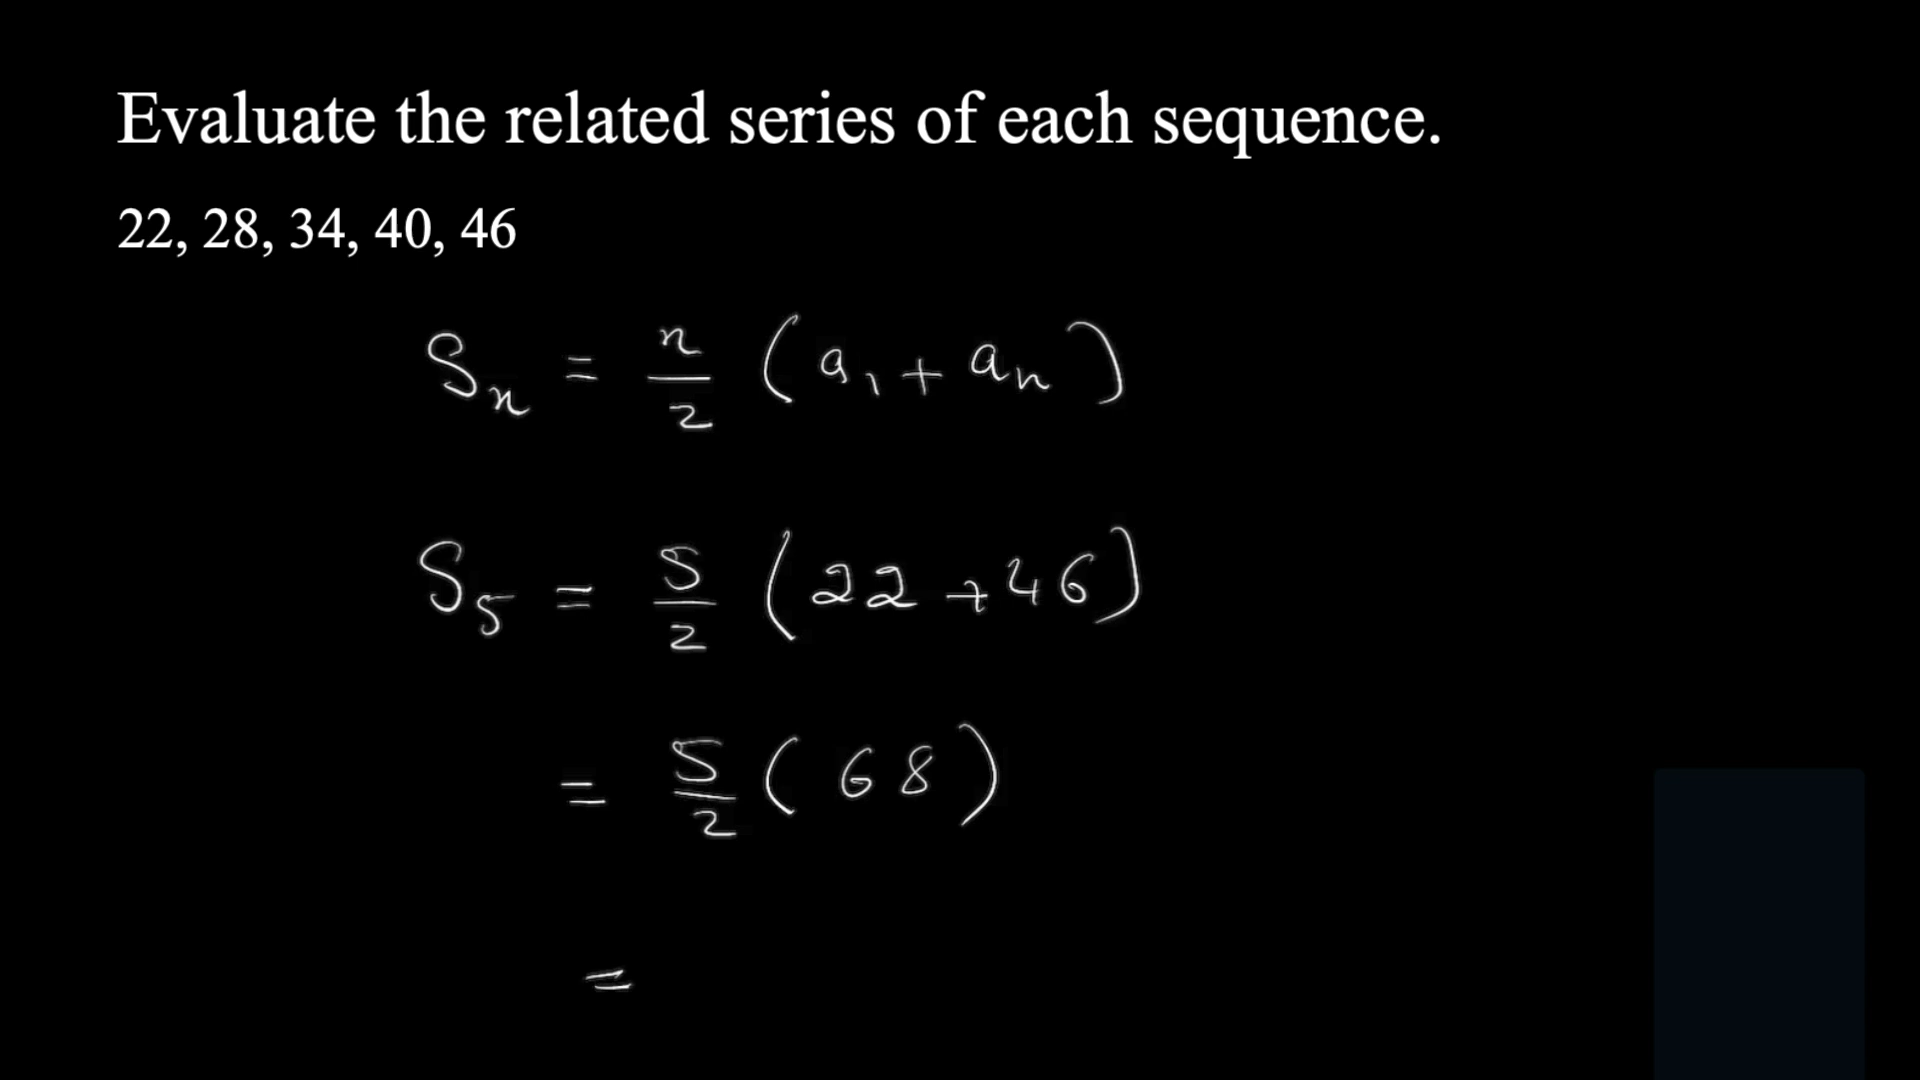 Evaluate the related series of each sequence.
22, 28, 34, 40, 46
Sₙ = n/2 (a₁ + aₙ)
S₅ = 5/2 (22 + 46)
= 5/2 (68)
=